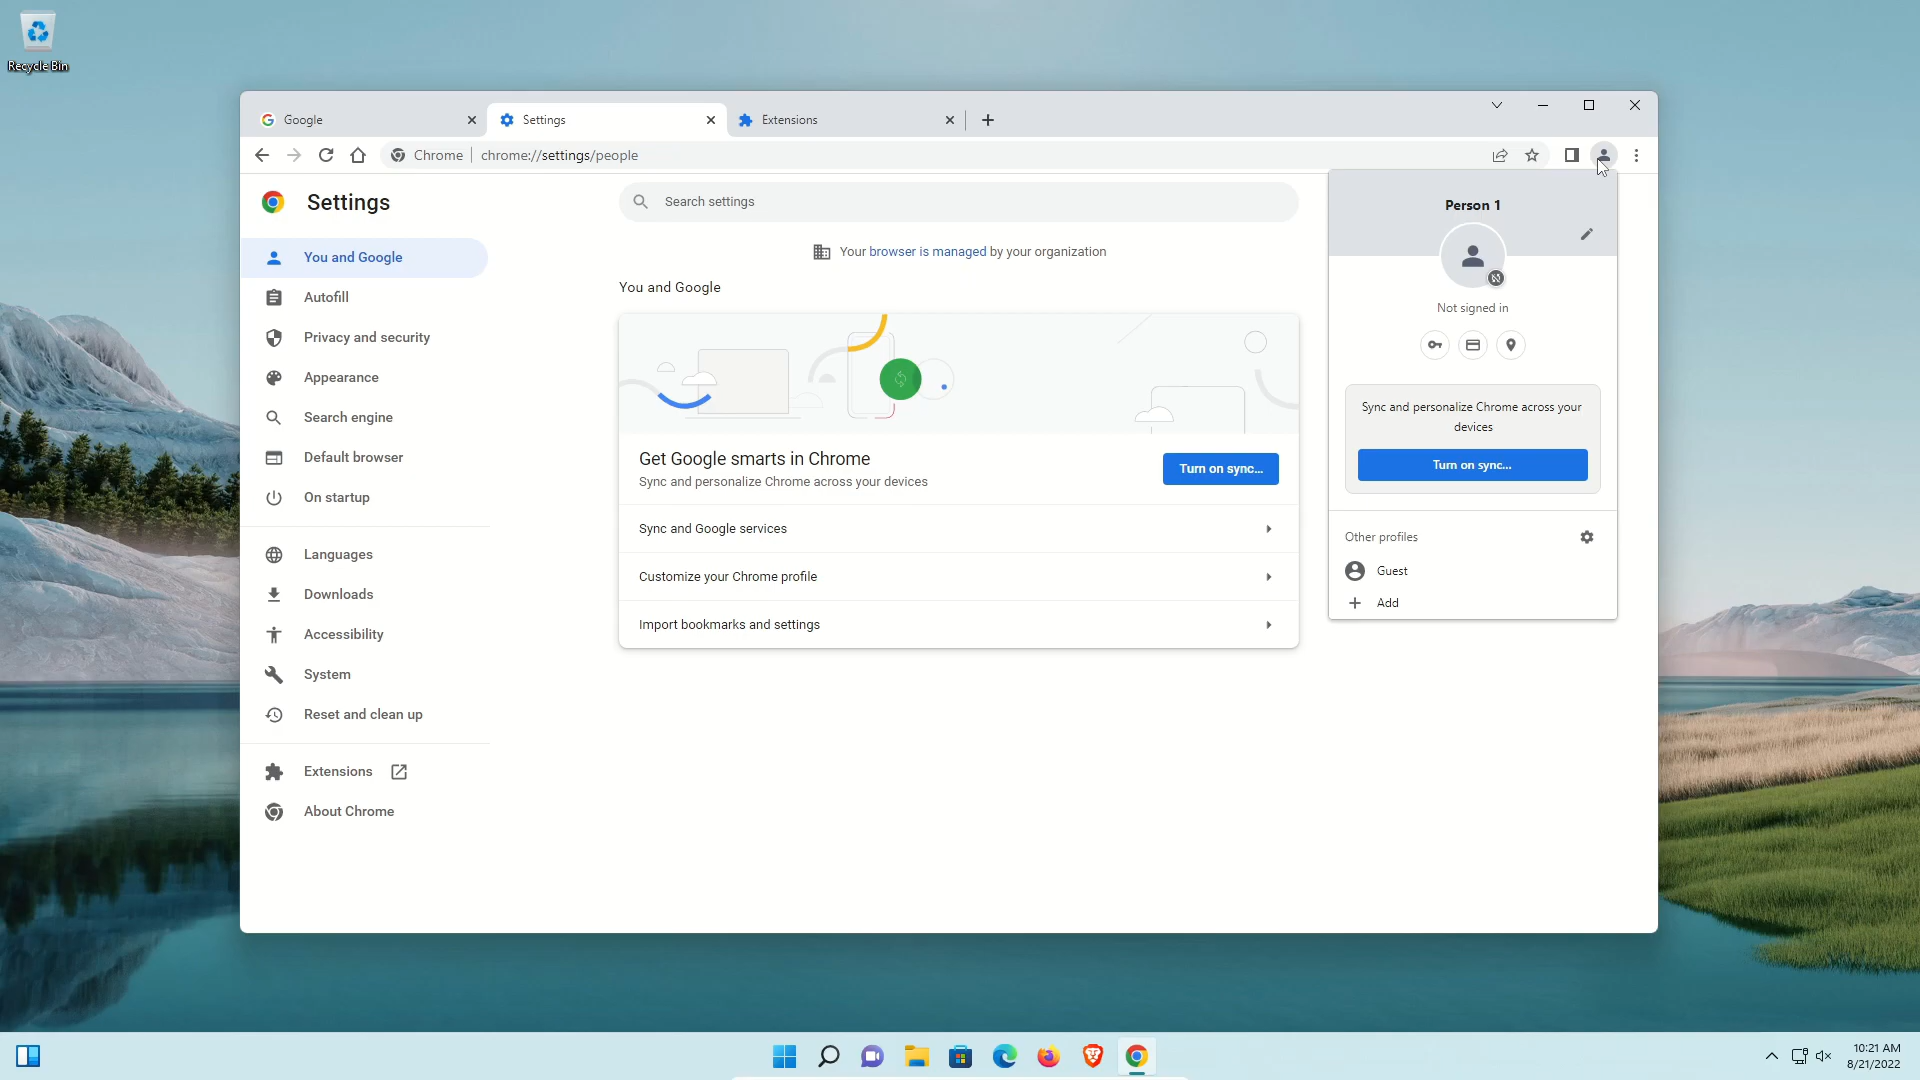 Recycle Bin
Google
Settings
Extensions
Chrome
chrome://settings/people
Settings
Search settings
Your browser is managed by your organization
You and Google
Autofill
Privacy and security
Appearance
Search engine
Default browser
On startup
Languages
Downloads
Accessibility
System
Reset and clean up
Extensions
About Chrome
You and Google
Get Google smarts in Chrome
Sync and personalize Chrome across your devices
Turn on sync...
Sync and Google services
Customize your Chrome profile
Import bookmarks and settings
Person 1
Not signed in
Sync and personalize Chrome across your
devices
Turn on sync...
Other profiles
Guest
Add
10:21 AM
8/21/2022